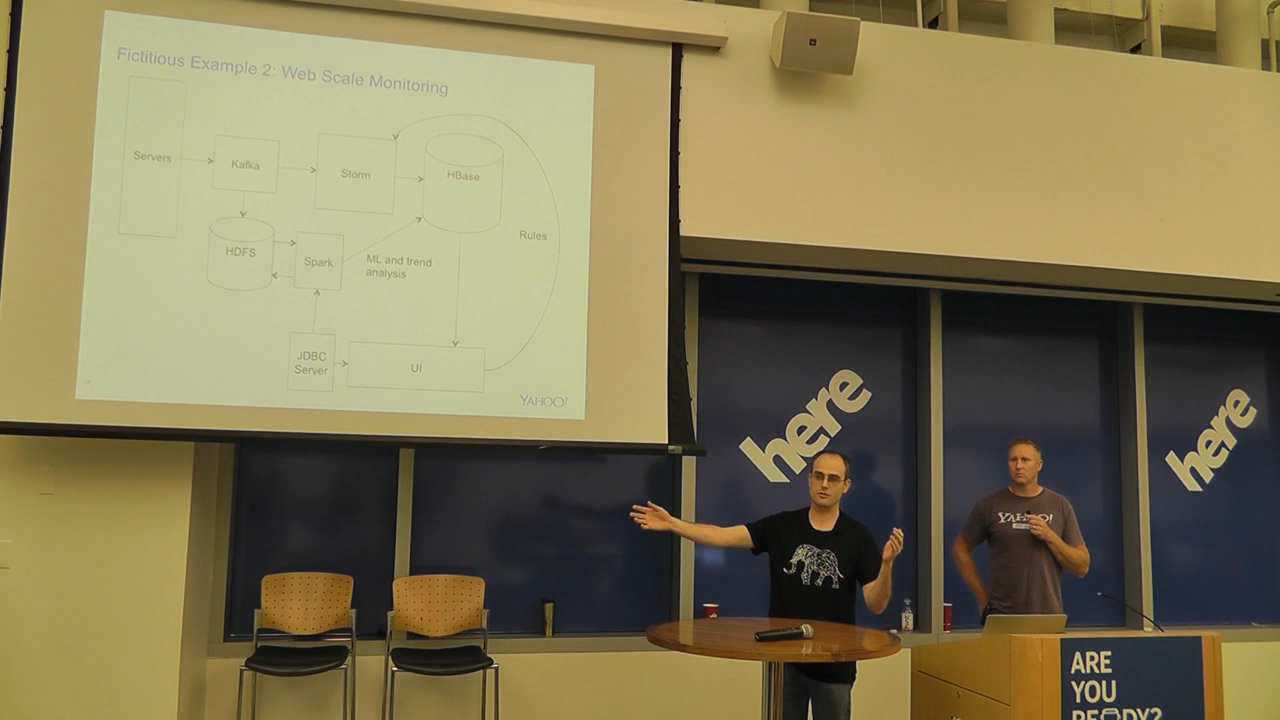 Fictitious Example 2: Web Scale Monitoring
Servers
Kafka
Storm
HBase
HDFS
Spark
ML and trend
analysis
Rules
JDBC
Server
UI
YAHOO!
here
here
YAHOO!
ARE
YOU
READY?